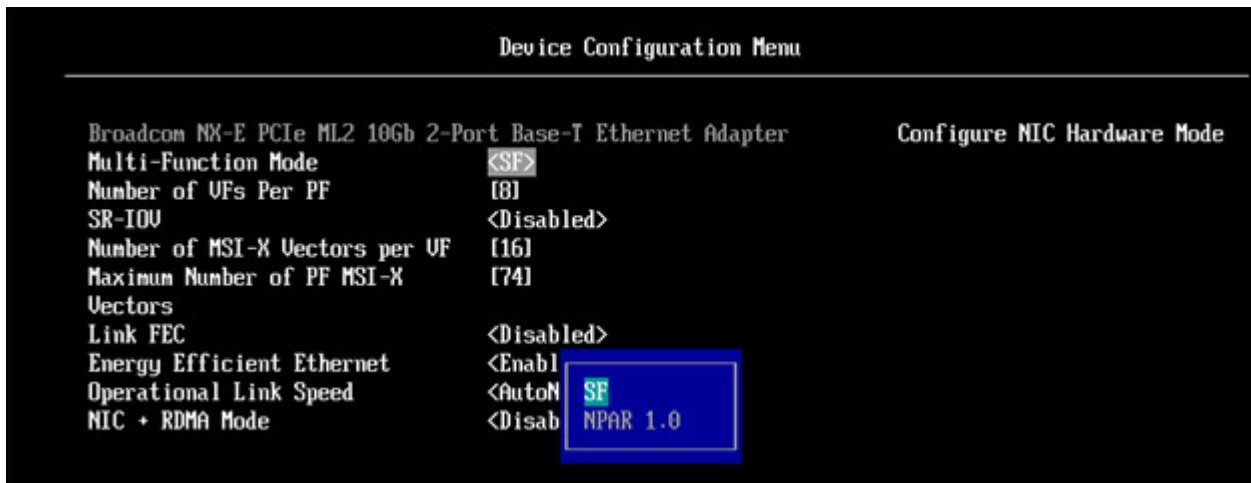 Device Configuration Menu
Broadcom NX-E PCIe ML2 10Gb 2-Port Base-T Ethernet Adapter Configure NIC Hardware Mode
Multi-Function Mode <SF>
Number of VFs Per PF [8]
SR-IOV <Disabled>
Number of MSI-X Vectors per VF [16]
Maximum Number of PF MSI-X [74]
Vectors
Link FEC <Disabled>
Energy Efficient Ethernet <Enabl
Operational Link Speed <AutoN SF
NIC + RDMA Mode <Disab NPAR 1.0